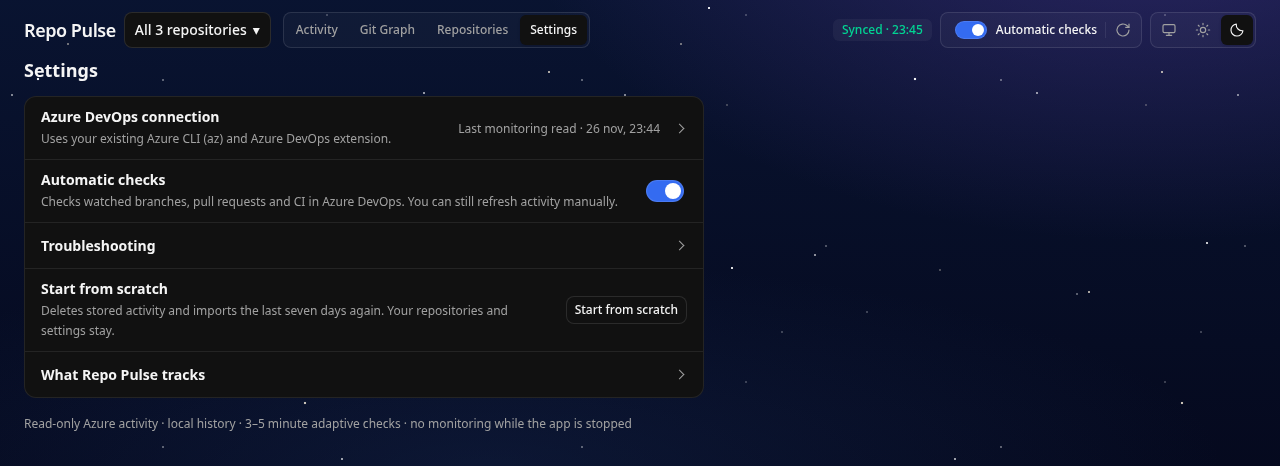 Repo Pulse
All 3 repositories ▾
Activity
Git Graph
Repositories
Settings
Synced · 23:45
Automatic checks
Settings
Azure DevOps connection
Uses your existing Azure CLI (az) and Azure DevOps extension.
Last monitoring read · 26 nov, 23:44
Automatic checks
Checks watched branches, pull requests and CI in Azure DevOps. You can still refresh activity manually.
Troubleshooting
Start from scratch
Deletes stored activity and imports the last seven days again. Your repositories and
settings stay.
Start from scratch
What Repo Pulse tracks
Read-only Azure activity · local history · 3–5 minute adaptive checks · no monitoring while the app is stopped